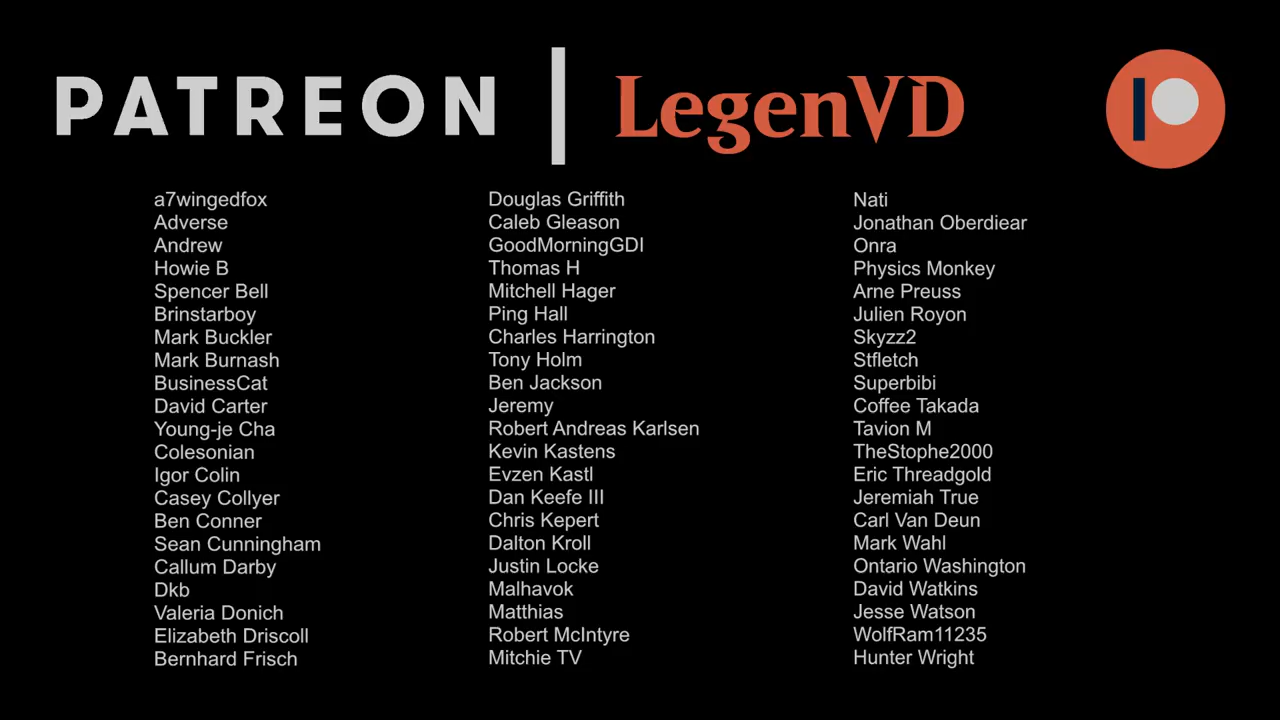 PATREON | LegenVD
a7wingedfox
Adverse
Andrew
Howie B
Spencer Bell
Brinstarboy
Mark Buckler
Mark Burnash
BusinessCat
David Carter
Young-je Cha
Colesonian
Igor Colin
Casey Collyer
Ben Conner
Sean Cunningham
Callum Darby
Dkb
Valeria Donich
Elizabeth Driscoll
Bernhard Frisch
Douglas Griffith
Caleb Gleason
GoodMorningGDI
Thomas H
Mitchell Hager
Ping Hall
Charles Harrington
Tony Holm
Ben Jackson
Jeremy
Robert Andreas Karlsen
Kevin Kastens
Evzen Kastl
Dan Keefe III
Chris Kepert
Dalton Kroll
Justin Locke
Malhavok
Matthias
Robert McIntyre
Mitchie TV
Nati
Jonathan Oberdiear
Onra
Physics Monkey
Arne Preuss
Julien Royon
Skyzz2
Stfletch
Superbibi
Coffee Takada
Tavion M
TheStophe2000
Eric Threadgold
Jeremiah True
Carl Van Deun
Mark Wahl
Ontario Washington
David Watkins
Jesse Watson
WolfRam11235
Hunter Wright